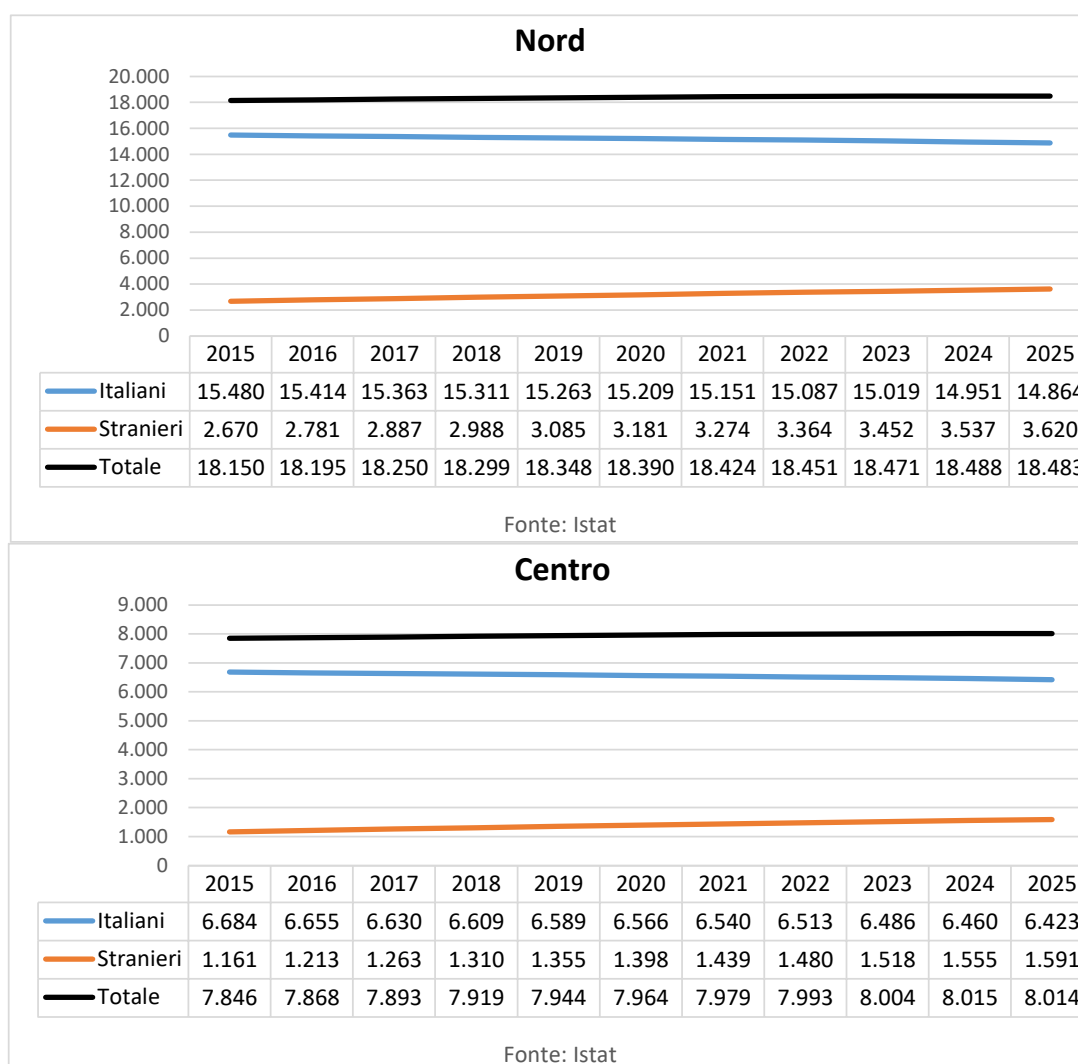 Nord
20.000
18.000
16.000
14.000
12.000
10.000
8.000
6.000
4.000
2.000
0
2015 2016 2017 2018 2019 2020 2021 2022 2023 2024 2025
Italiani 15.480 15.414 15.363 15.311 15.263 15.209 15.151 15.087 15.019 14.951 14.864
Stranieri 2.670 2.781 2.887 2.988 3.085 3.181 3.274 3.364 3.452 3.537 3.620
Totale 18.150 18.195 18.250 18.299 18.348 18.390 18.424 18.451 18.471 18.488 18.483
Fonte: Istat
Centro
9.000
8.000
7.000
6.000
5.000
4.000
3.000
2.000
1.000
0
2015 2016 2017 2018 2019 2020 2021 2022 2023 2024 2025
Italiani 6.684 6.655 6.630 6.609 6.589 6.566 6.540 6.513 6.486 6.460 6.423
Stranieri 1.161 1.213 1.263 1.310 1.355 1.398 1.439 1.480 1.518 1.555 1.591
Totale 7.846 7.868 7.893 7.919 7.944 7.964 7.979 7.993 8.004 8.015 8.014
Fonte: Istat